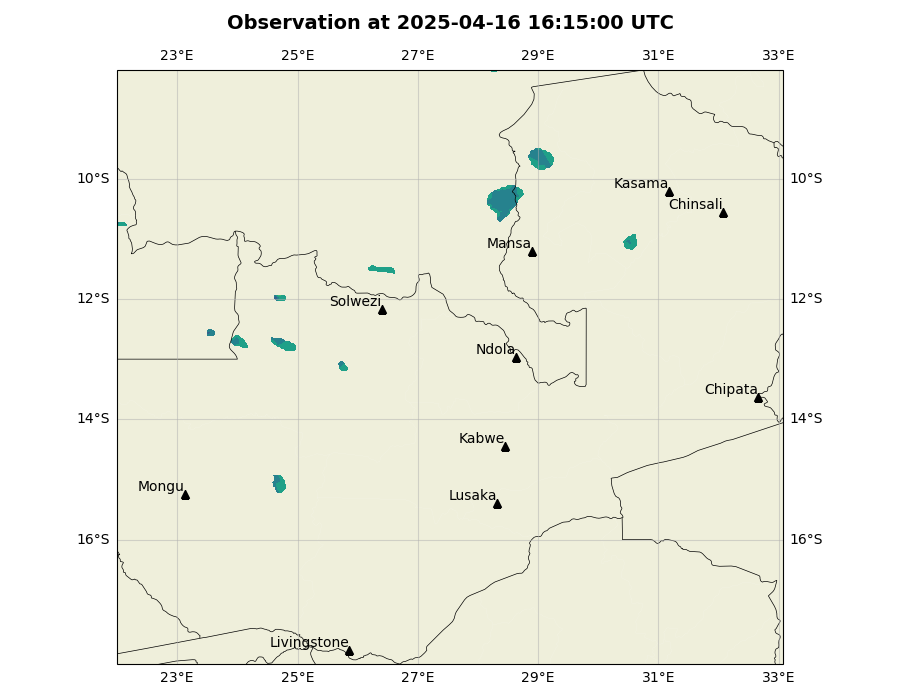 Observation at 2025-04-16 16:15:00 UTC
23°E 25°E 27°E 29°E 31°E 33°E
10°S 10°S
Kasama
Chinsali
Mansa
12°S 12°S
Solwezi
Ndola
Chipata
14°S 14°S
Kabwe
Mongu
Lusaka
16°S 16°S
Livingstone
23°E 25°E 27°E 29°E 31°E 33°E